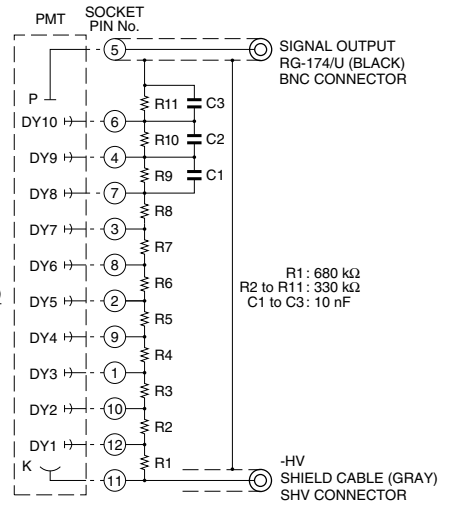 PMT
SOCKET
PIN No.
5
SIGNAL OUTPUT
RG-174/U (BLACK)
BNC CONNECTOR
P
R11 C3
DY10 6
R10 C2
DY9 4
R9 C1
DY8 7
R8
DY7 3
R7
DY6 8
R6
R1 : 680 kΩ
R2 to R11 : 330 kΩ
C1 to C3 : 10 nF
DY5 2
R5
DY4 9
R4
DY3 1
R3
DY2 10
R2
DY1 12
R1
K
11
-HV
SHIELD CABLE (GRAY)
SHV CONNECTOR